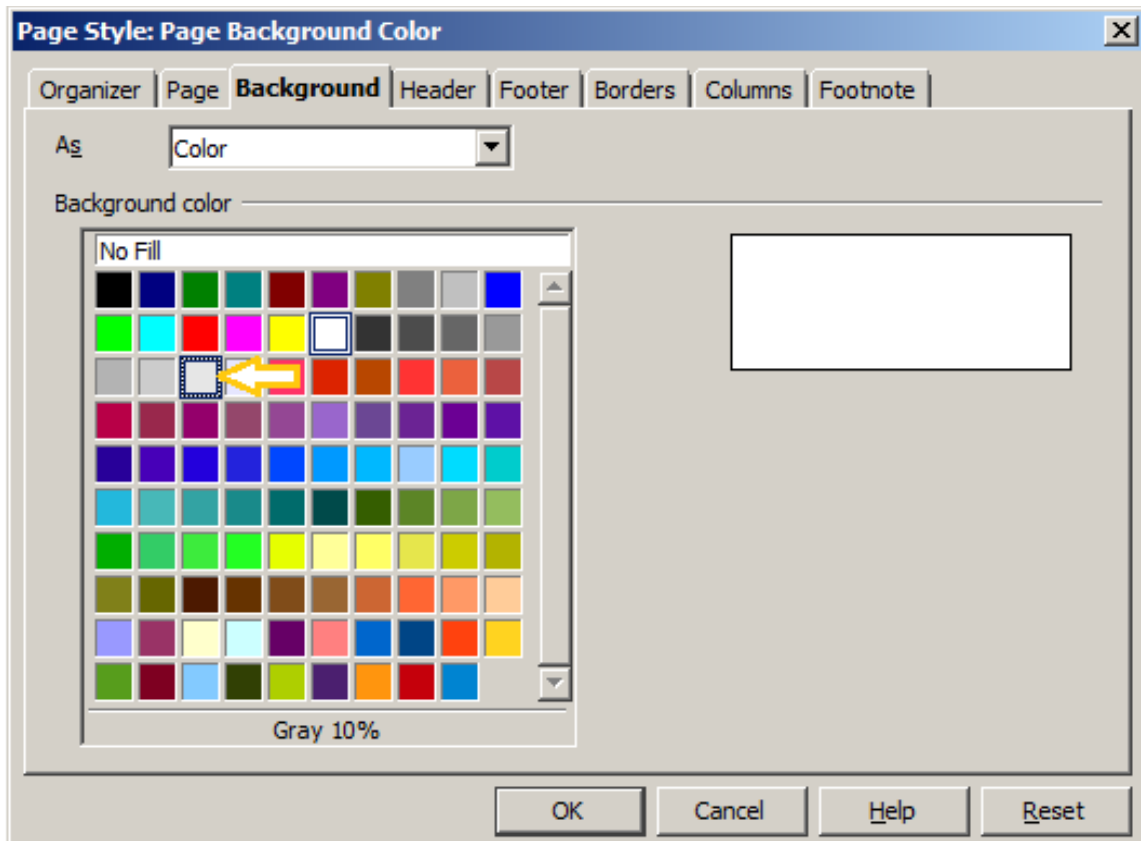 Page Style: Page Background Color
Organizer Page Background Header Footer Borders Columns Footnote
As Color
Background color
No Fill
Gray 10%
OK Cancel Help Reset